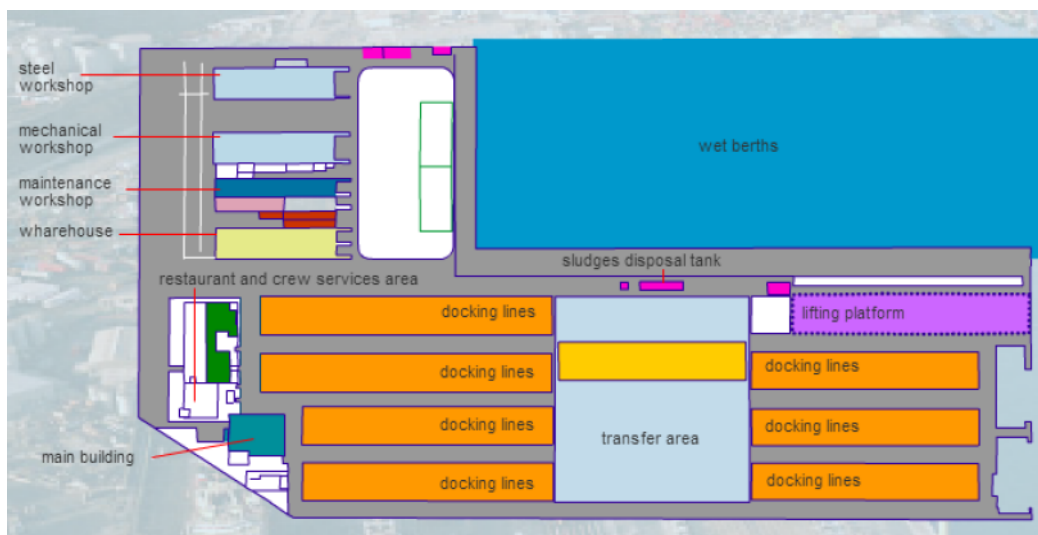 steel
workshop
mechanical
workshop
wet berths
maintenance
workshop
wharehouse
restaurant and crew services area
sludges disposal tank
docking lines
lifting platform
docking lines
docking lines
docking lines
transfer area
docking lines
main building
docking lines
docking lines